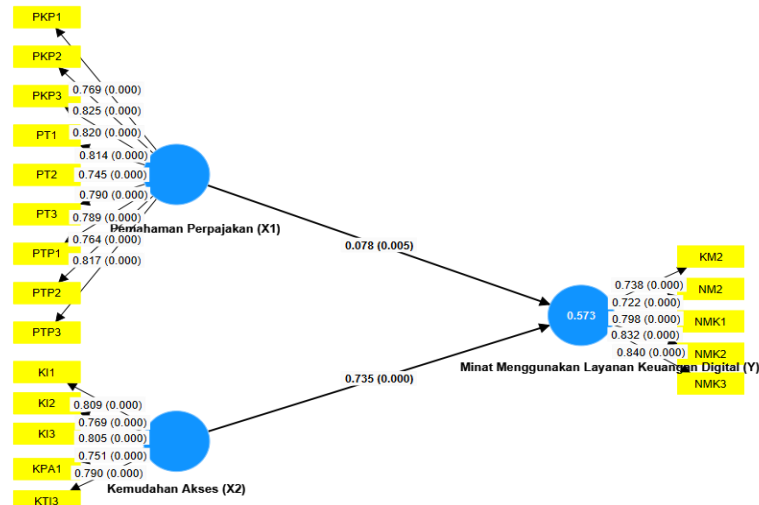 PKP1
PKP2
PKP3
PT1
PT2
PT3
PTP1
PTP2
PTP3
0.769 (0.000)
0.825 (0.000)
0.820 (0.000)
0.814 (0.000)
0.745 (0.000)
0.790 (0.000)
0.789 (0.000)
0.764 (0.000)
0.817 (0.000)
Pemahaman Perpajakan (X1)
0.078 (0.005)
KI1
KI2
KI3
KPA1
KTI3
0.809 (0.000)
0.769 (0.000)
0.805 (0.000)
0.751 (0.000)
0.790 (0.000)
Kemudahan Akses (X2)
0.735 (0.000)
0.573
Minat Menggunakan Layanan Keuangan Digital (Y)
0.738 (0.000)
0.722 (0.000)
0.798 (0.000)
0.832 (0.000)
0.840 (0.000)
KM2
NM2
NMK1
NMK2
NMK3